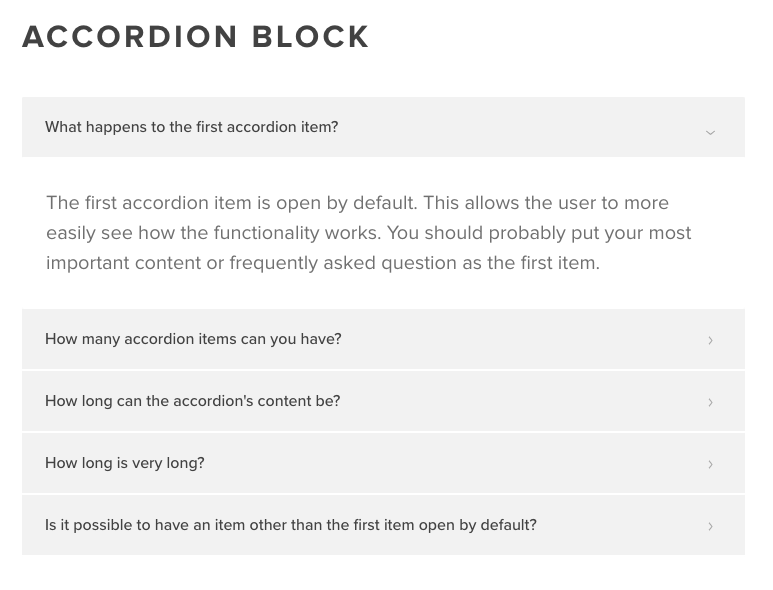 ACCORDION BLOCK
What happens to the first accordion item?
The first accordion item is open by default. This allows the user to more
easily see how the functionality works. You should probably put your most
important content or frequently asked question as the first item.
How many accordion items can you have?
How long can the accordion's content be?
How long is very long?
Is it possible to have an item other than the first item open by default?